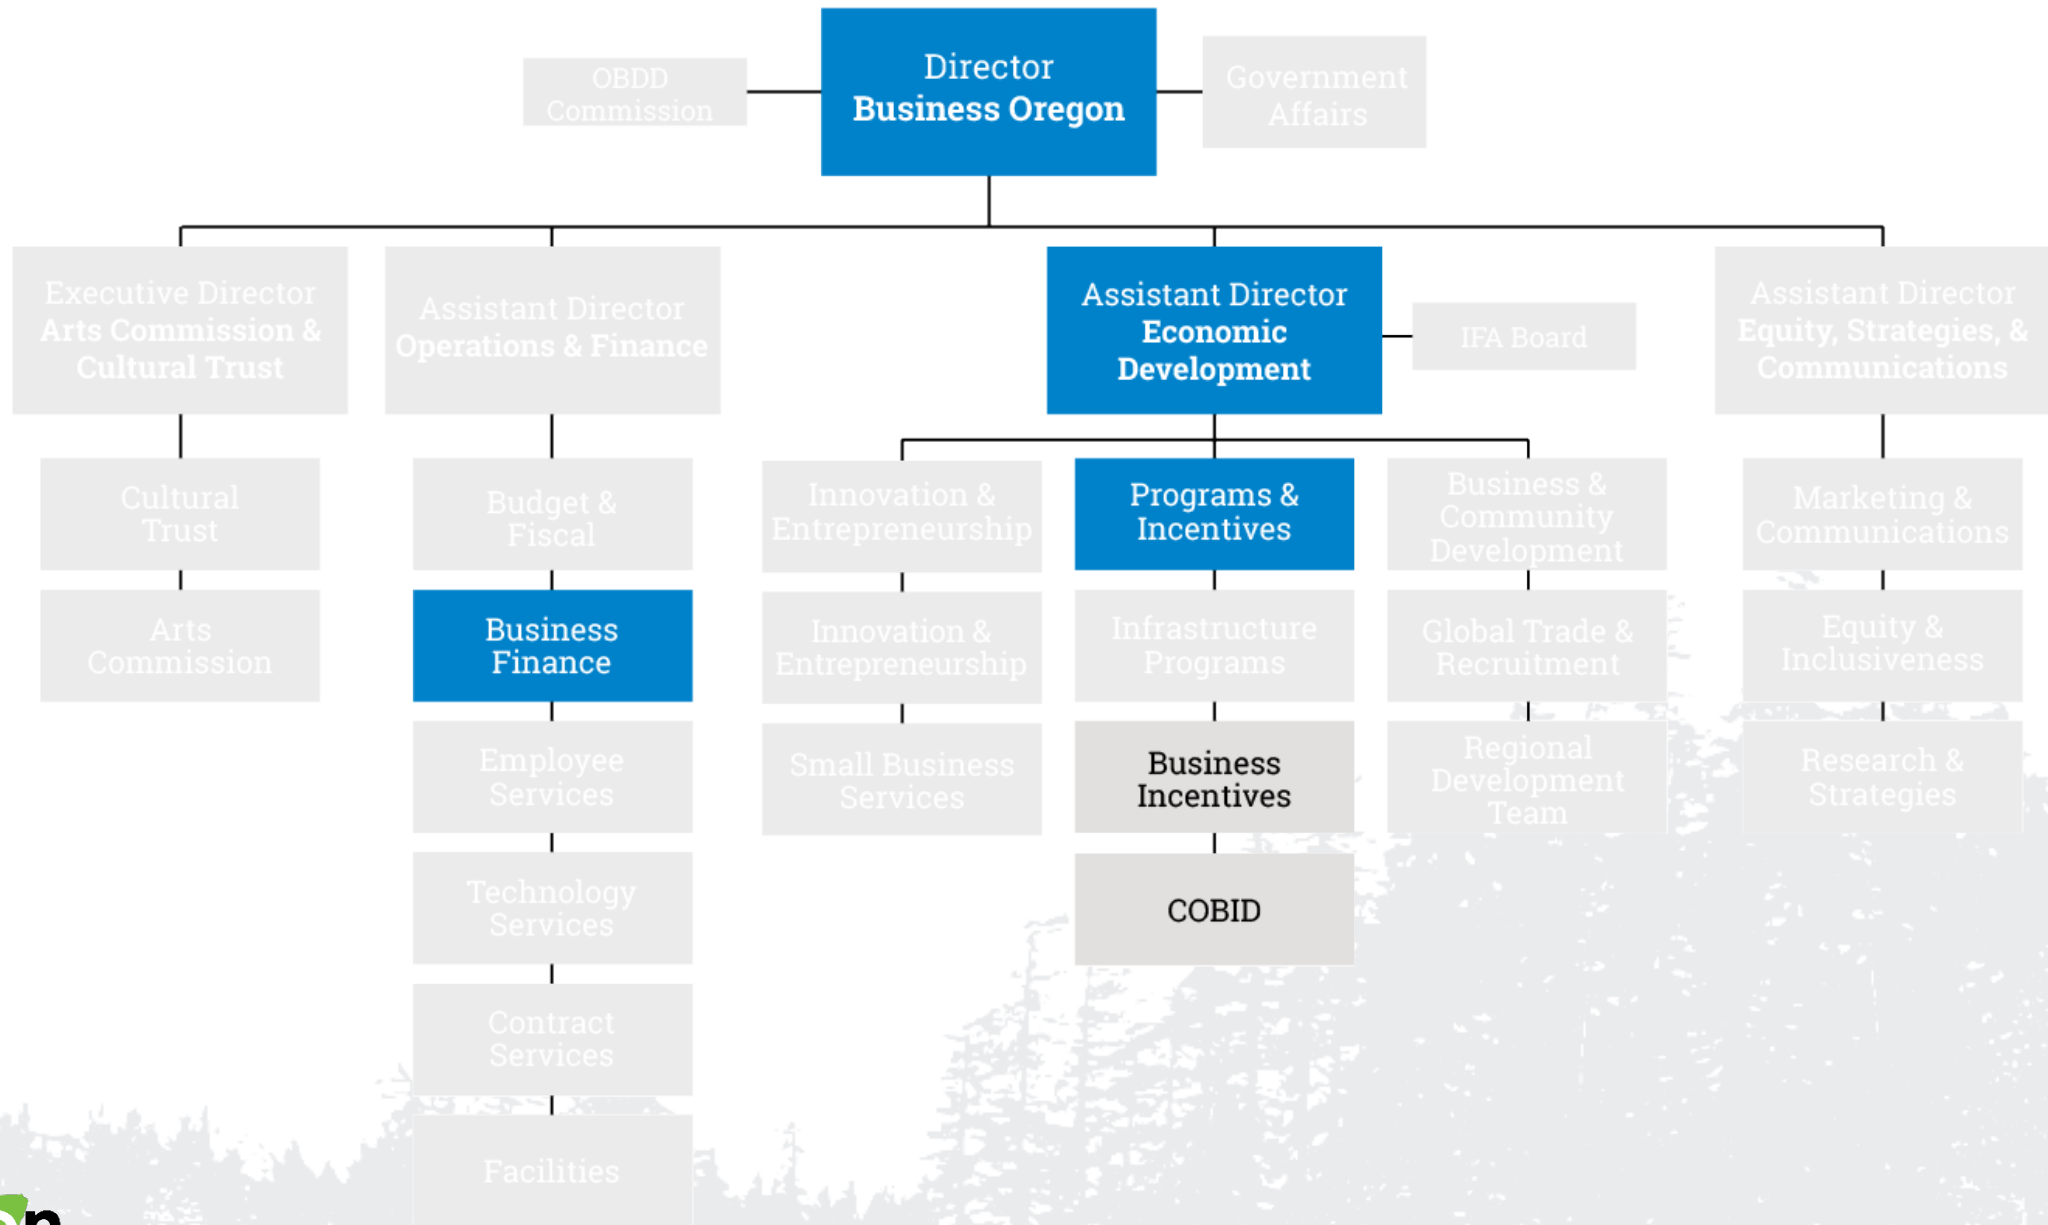 OBDD
Commission
Director
Business Oregon
Government
Affairs
Executive Director
Arts Commission &
Cultural Trust
Assistant Director
Operations & Finance
Assistant Director
Economic
Development
IFA Board
Assistant Director
Equity, Strategies, &
Communications
Cultural
Trust
Arts
Commission
Budget &
Fiscal
Business
Finance
Employee
Services
Technology
Services
Contract
Services
Facilities
Innovation &
Entrepreneurship
Innovation &
Entrepreneurship
Small Business
Services
Programs &
Incentives
Infrastructure
Programs
Business
Incentives
COBID
Business &
Community
Development
Global Trade &
Recruitment
Regional
Development
Team
Marketing &
Communications
Equity &
Inclusiveness
Research &
Strategies